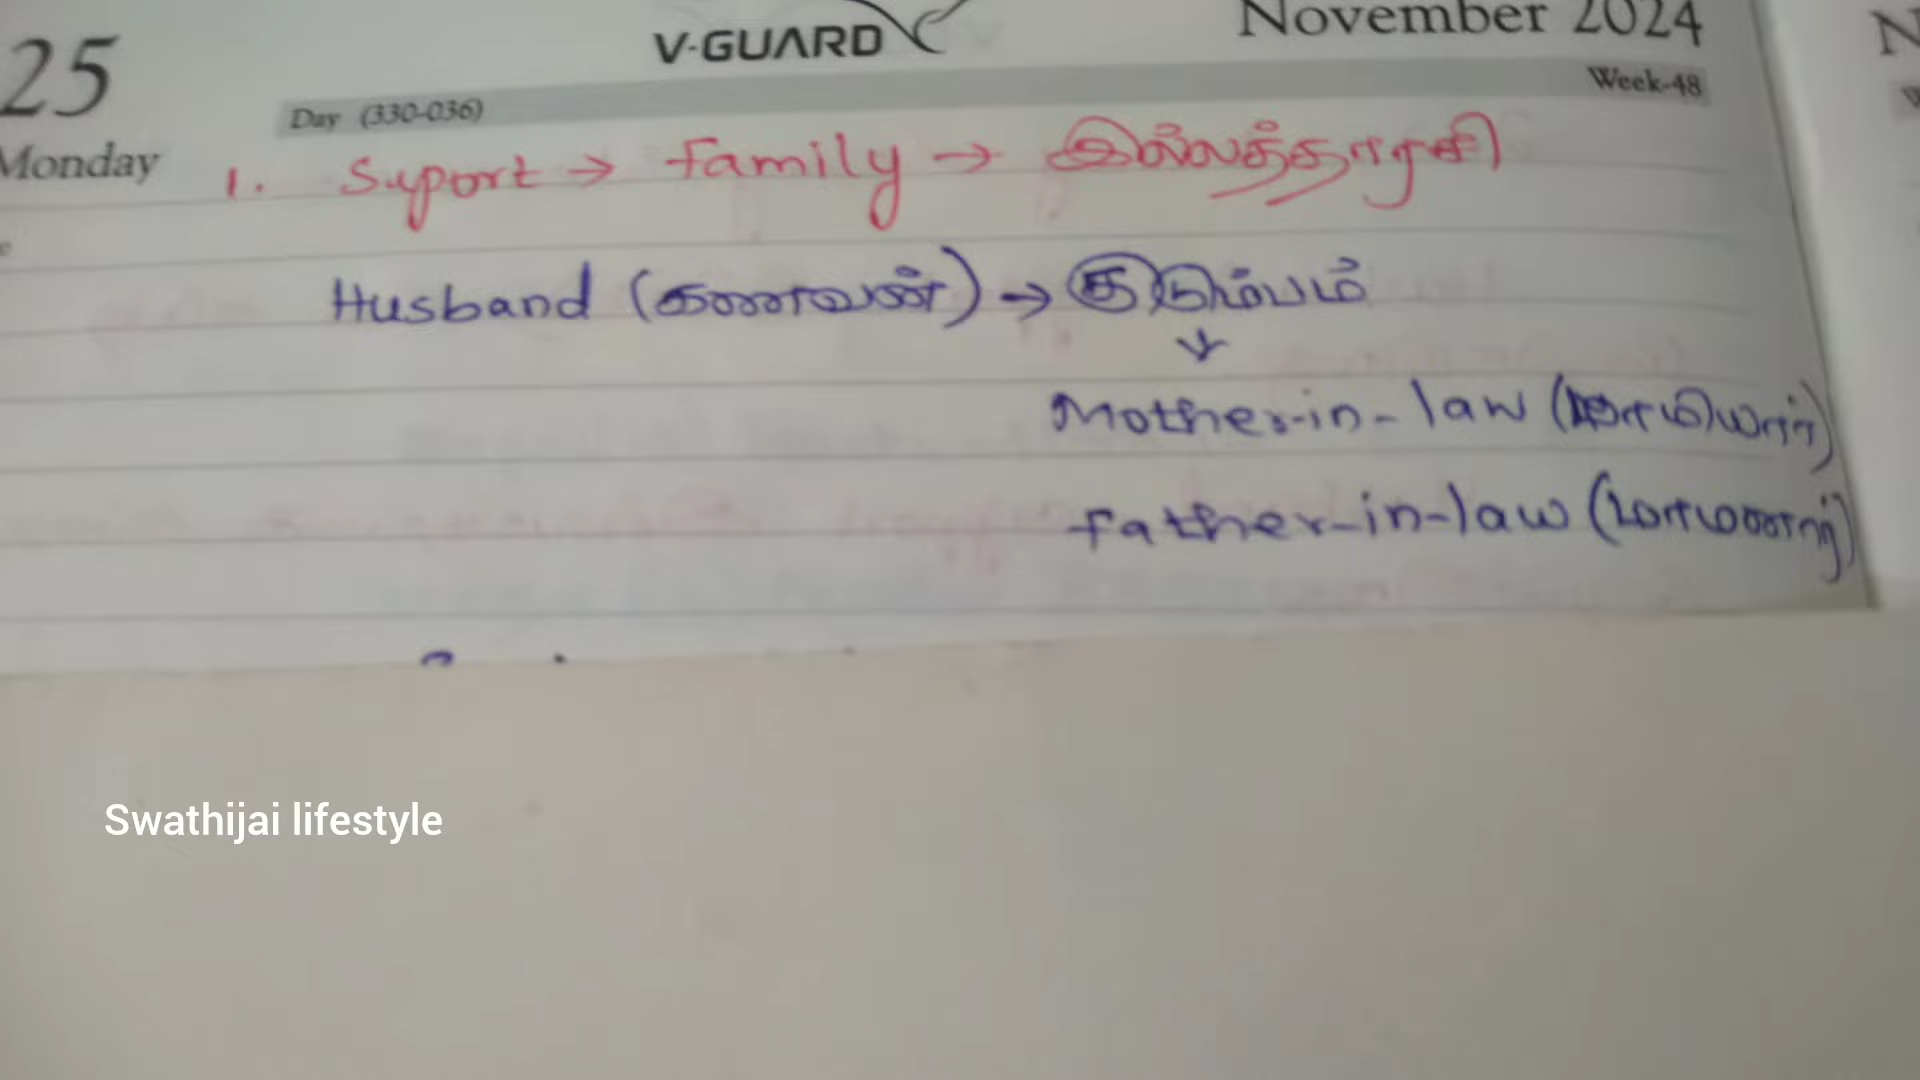 25 V-GUARD November 2024
Day (330-036) Week-48
Monday
1. Suport → family → இல்லத்தரசி
Husband (கணவன்) → குடும்பம்
Mother-in-law (மாமியார்)
father-in-law (மாமனார்)
Swathijai lifestyle